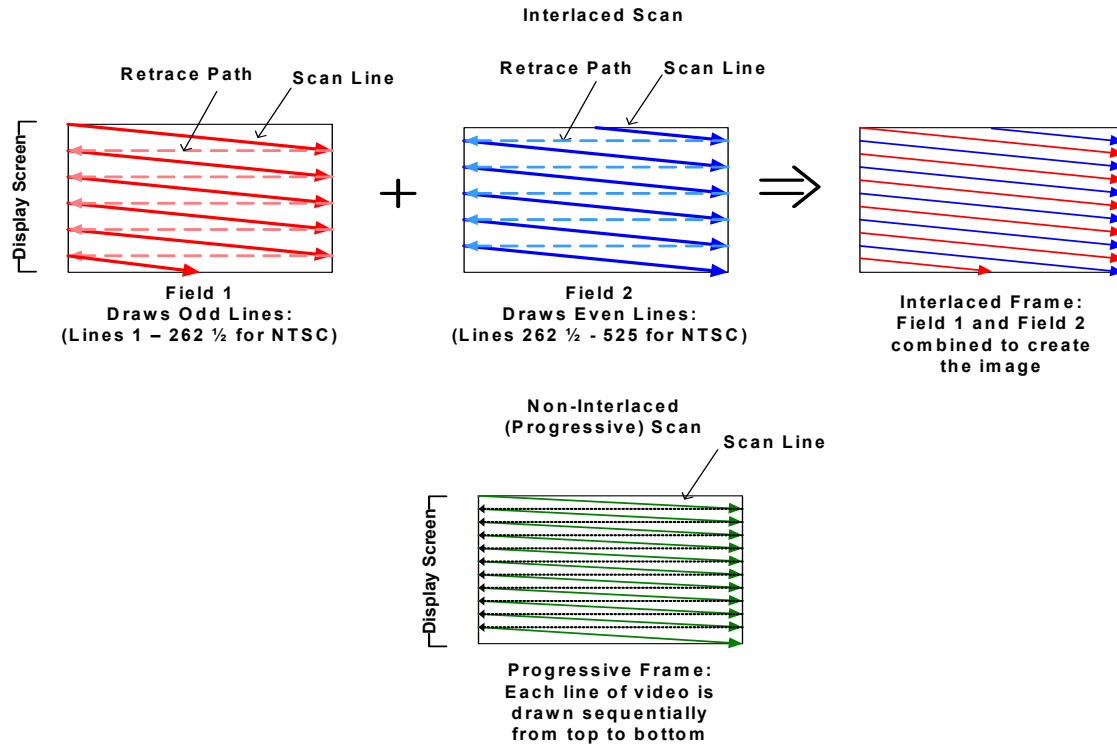 Interlaced Scan
Retrace Path
Scan Line
Display Screen
Field 1
Draws Odd Lines:
(Lines 1 – 262 ½ for NTSC)
Retrace Path
Scan Line
+
Field 2
Draws Even Lines:
(Lines 262 ½ - 525 for NTSC)
Interlaced Frame:
Field 1 and Field 2
combined to create
the image
Non-Interlaced
(Progressive) Scan
Scan Line
Display Screen
Progressive Frame:
Each line of video is
drawn sequentially
from top to bottom